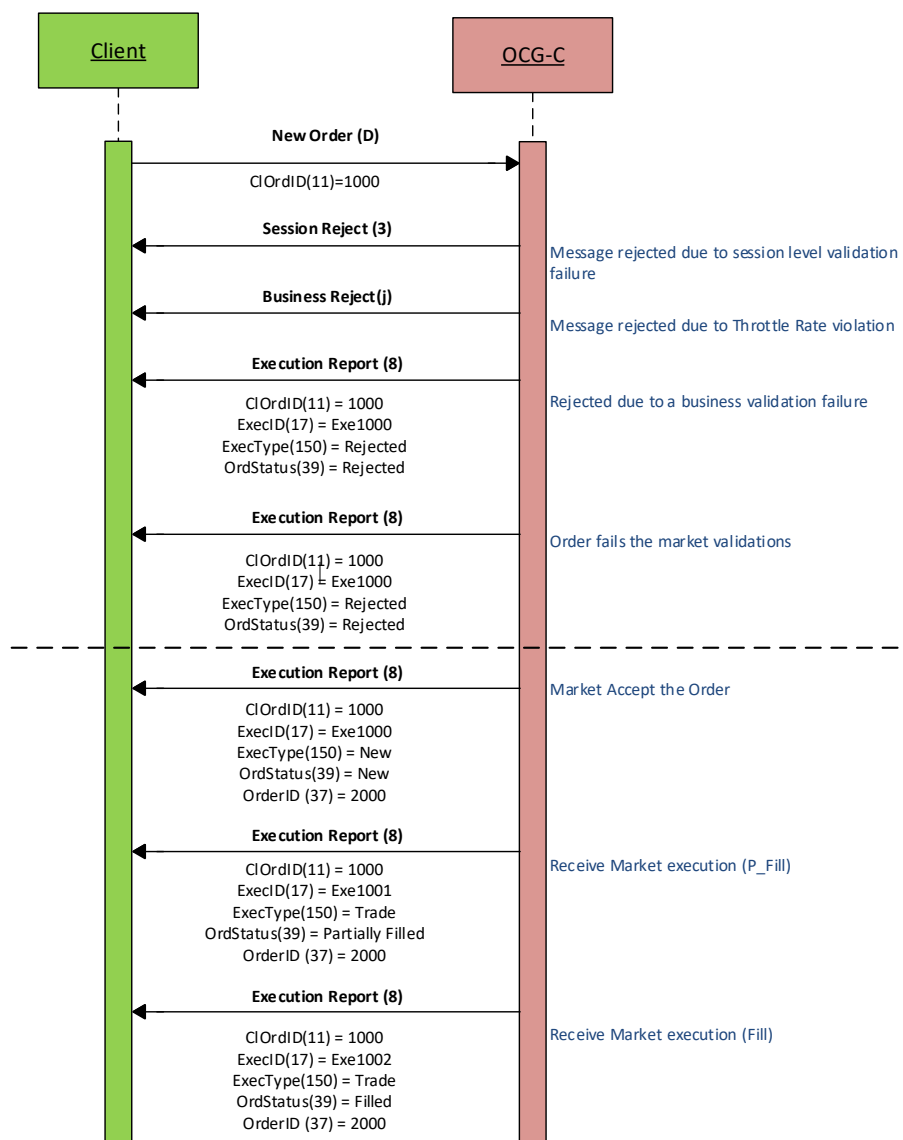 Client
OCG-C
New Order (D)
ClOrdID(11)=1000
Session Reject (3)
Message rejected due to session level validation
failure
Business Reject(j)
Message rejected due to Throttle Rate violation
Execution Report (8)
ClOrdID(11) = 1000
ExecID(17) = Exe1000
ExecType(150) = Rejected
OrdStatus(39) = Rejected
Rejected due to a business validation failure
Execution Report (8)
ClOrdID(11) = 1000
ExecID(17) = Exe1000
ExecType(150) = Rejected
OrdStatus(39) = Rejected
Order fails the market validations
Execution Report (8)
ClOrdID(11) = 1000
ExecID(17) = Exe1000
ExecType(150) = New
OrdStatus(39) = New
OrderID (37) = 2000
Market Accept the Order
Execution Report (8)
ClOrdID(11) = 1000
ExecID(17) = Exe1001
ExecType(150) = Trade
OrdStatus(39) = Partially Filled
OrderID (37) = 2000
Receive Market execution (P_Fill)
Execution Report (8)
ClOrdID(11) = 1000
ExecID(17) = Exe1002
ExecType(150) = Trade
OrdStatus(39) = Filled
OrderID (37) = 2000
Receive Market execution (Fill)